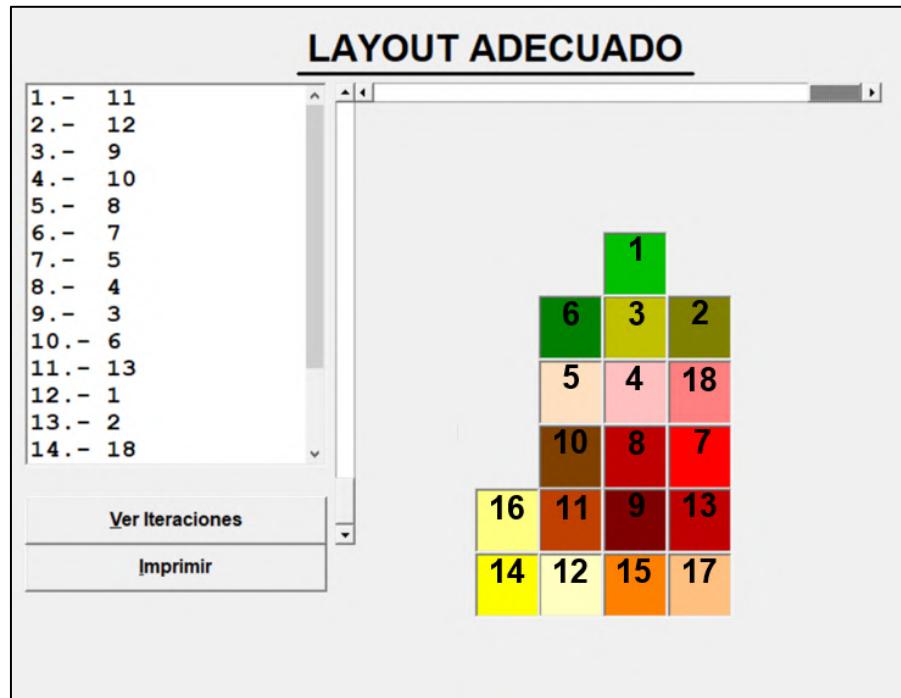 LAYOUT ADECUADO
1.- 11
2.- 12
3.- 9
4.- 10
5.- 8
6.- 7
7.- 5
8.- 4
9.- 3
10.- 6
11.- 13
12.- 1
13.- 2
14.- 18
Ver Iteraciones
Imprimir
1
6 3 2
5 4 18
10 8 7
16 11 9 13
14 12 15 17